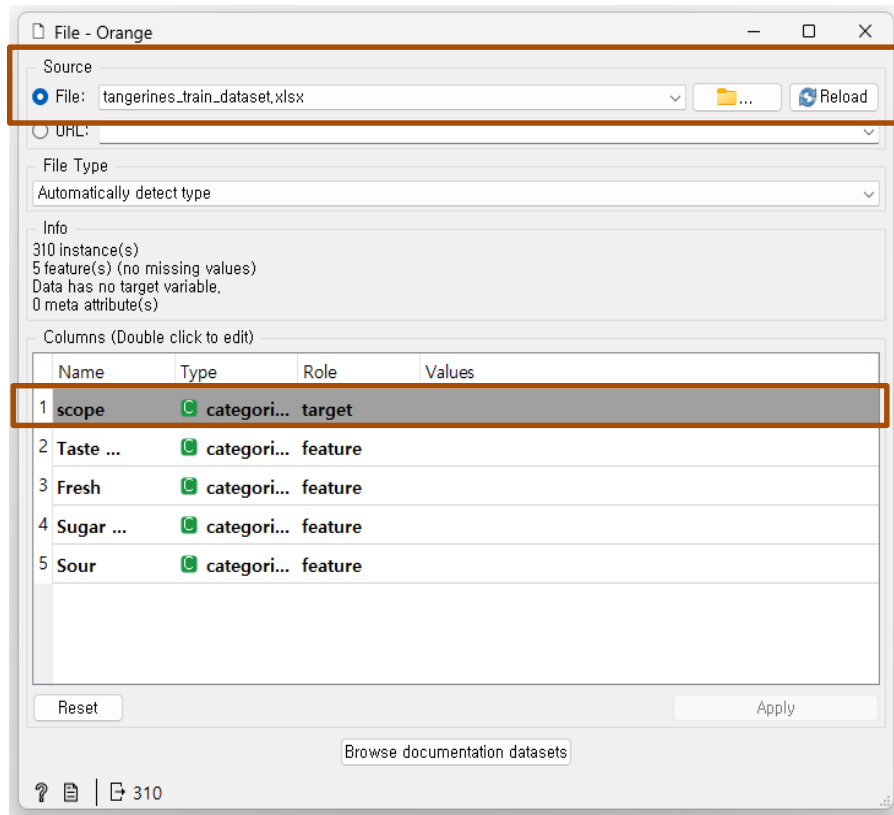 File - Orange
Source
File: tangerines_train_dataset.xlsx ... Reload
URL:
File Type
Automatically detect type
Info
310 instance(s)
5 feature(s) (no missing values)
Data has no target variable.
0 meta attribute(s)
Columns (Double click to edit)
Name Type Role Values
1 scope C categori... target
2 Taste ... C categori... feature
3 Fresh C categori... feature
4 Sugar ... C categori... feature
5 Sour C categori... feature
Reset Apply
Browse documentation datasets
? 310